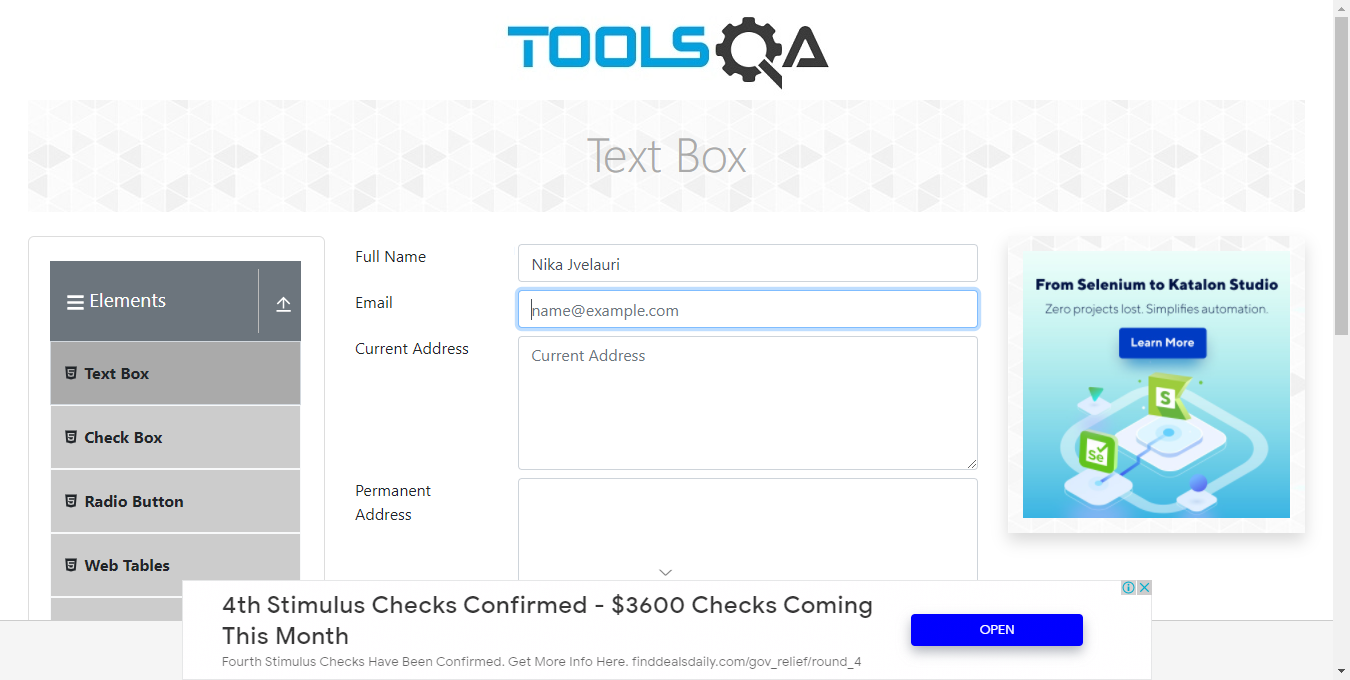 TOOLSQA
Text Box
Elements
Text Box
Check Box
Radio Button
Web Tables
Full Name
Nika Jvelauri
Email
name@example.com
Current Address
Current Address
Permanent
Address
From Selenium to Katalon Studio
Zero projects lost. Simplifies automation.
Learn More
S
Se
4th Stimulus Checks Confirmed - $3600 Checks Coming
This Month
Fourth Stimulus Checks Have Been Confirmed. Get More Info Here. finddealsdaily.com/gov_relief/round_4
OPEN